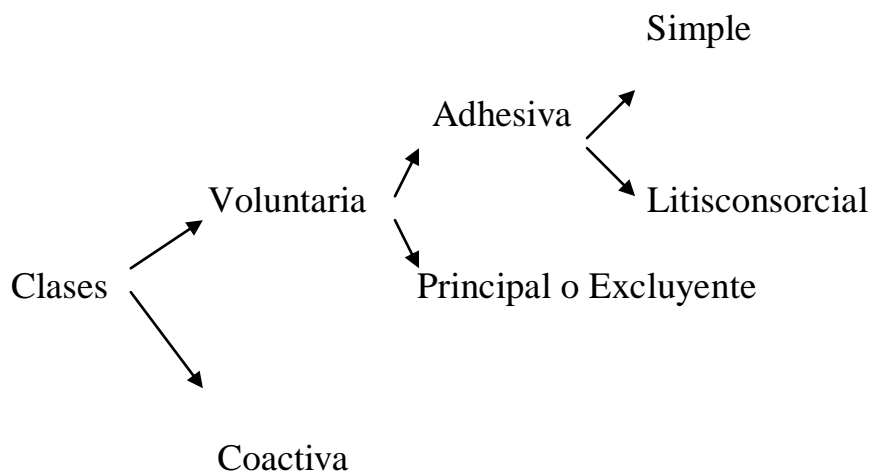 Simple
Adhesiva
Voluntaria
Litisconsorcial
Clases
Principal o Excluyente
Coactiva